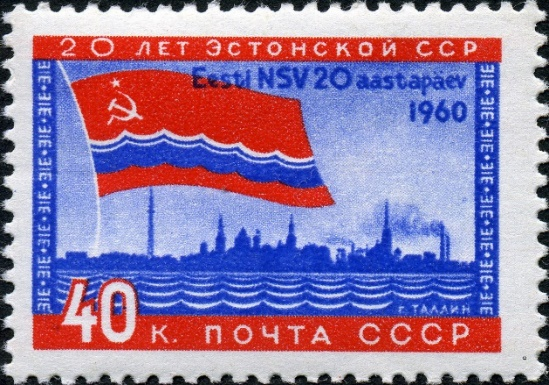 20 ЛЕТ ЭСТОНСКОЙ ССР
Eesti NSV 20 aastapäev
1960
г. ТАЛЛИН
40 к. ПОЧТА СССР